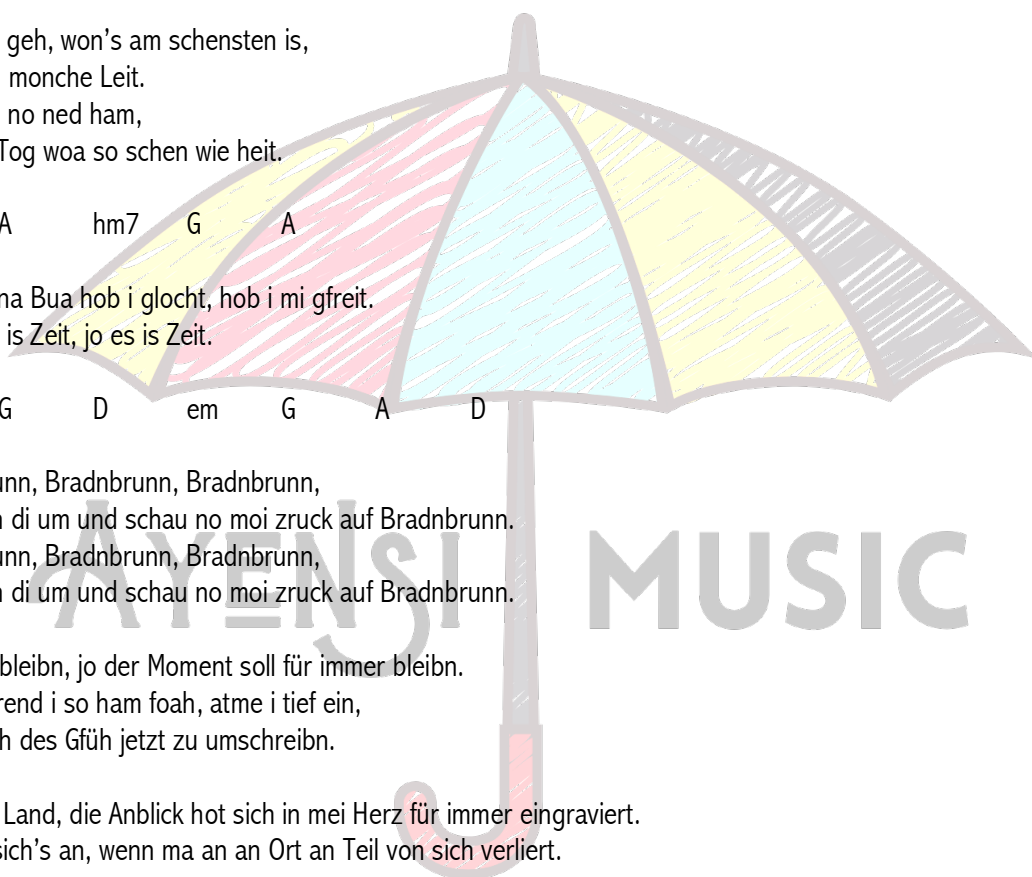 geh, won's am schensten is,
monche Leit.
no ned ham,
Tog woa so schen wie heit.
A hm7 G A
na Bua hob i glocht, hob i mi gfreit.
is Zeit, jo es is Zeit.
G D em G A D
unn, Bradnbrunn, Bradnbrunn,
di um und schau no moi zruck auf Bradnbrunn.
unn, Bradnbrunn, Bradnbrunn,
di um und schau no moi zruck auf Bradnbrunn.
AYENSI MUSIC
bleibn, jo der Moment soll für immer bleibn.
rend i so ham foah, atme i tief ein,
h des Gfüh jetzt zu umschreibn.
Land, die Anblick hot sich in mei Herz für immer eingraviert.
sich's an, wenn ma an an Ort an Teil von sich verliert.